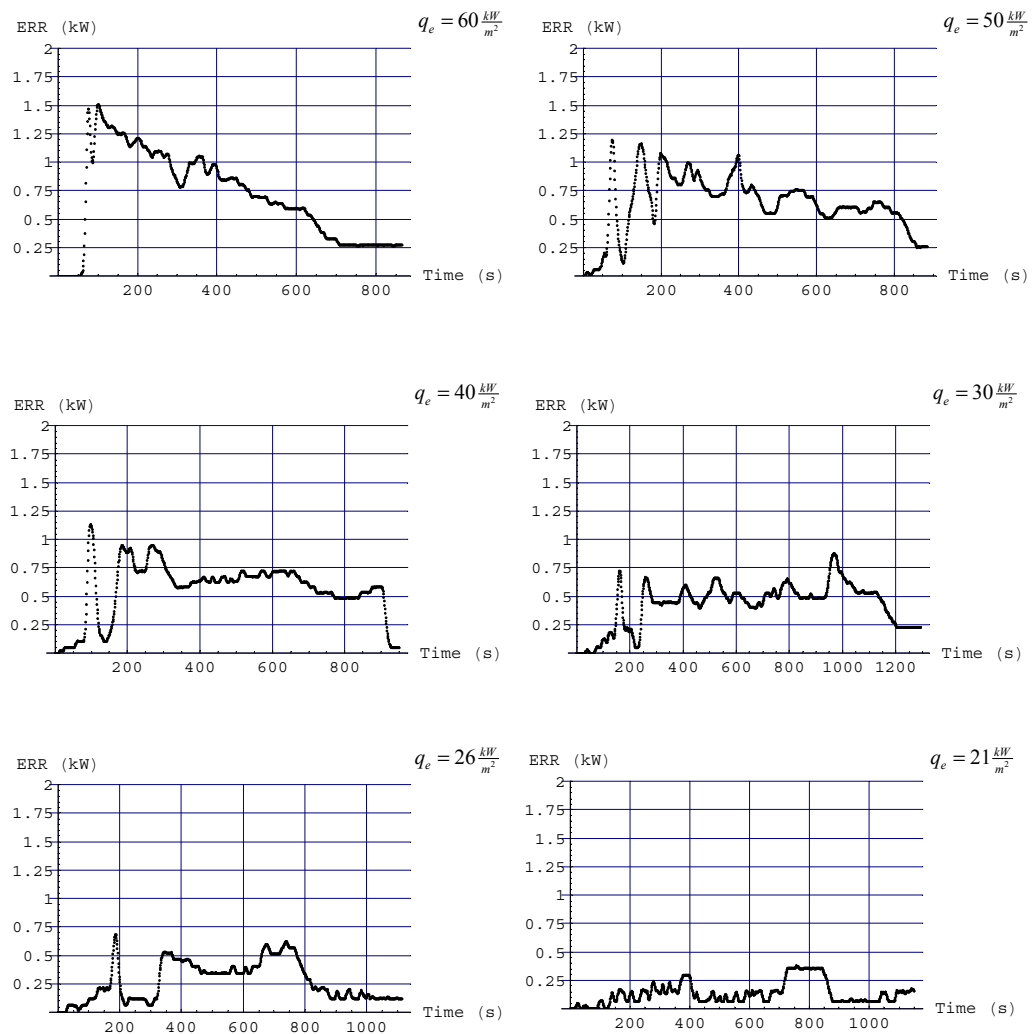 ERR (kW)
q_e = 60 kW/m²
2
1.75
1.5
1.25
1
0.75
0.5
0.25
200 400 600 800
Time (s)
ERR (kW)
q_e = 50 kW/m²
2
1.75
1.5
1.25
1
0.75
0.5
0.25
200 400 600 800
Time (s)
ERR (kW)
q_e = 40 kW/m²
2
1.75
1.5
1.25
1
0.75
0.5
0.25
200 400 600 800
Time (s)
ERR (kW)
q_e = 30 kW/m²
2
1.75
1.5
1.25
1
0.75
0.5
0.25
200 400 600 800 1000 1200
Time (s)
ERR (kW)
q_e = 26 kW/m²
2
1.75
1.5
1.25
1
0.75
0.5
0.25
200 400 600 800 1000
Time (s)
ERR (kW)
q_e = 21 kW/m²
2
1.75
1.5
1.25
1
0.75
0.5
0.25
200 400 600 800 1000
Time (s)